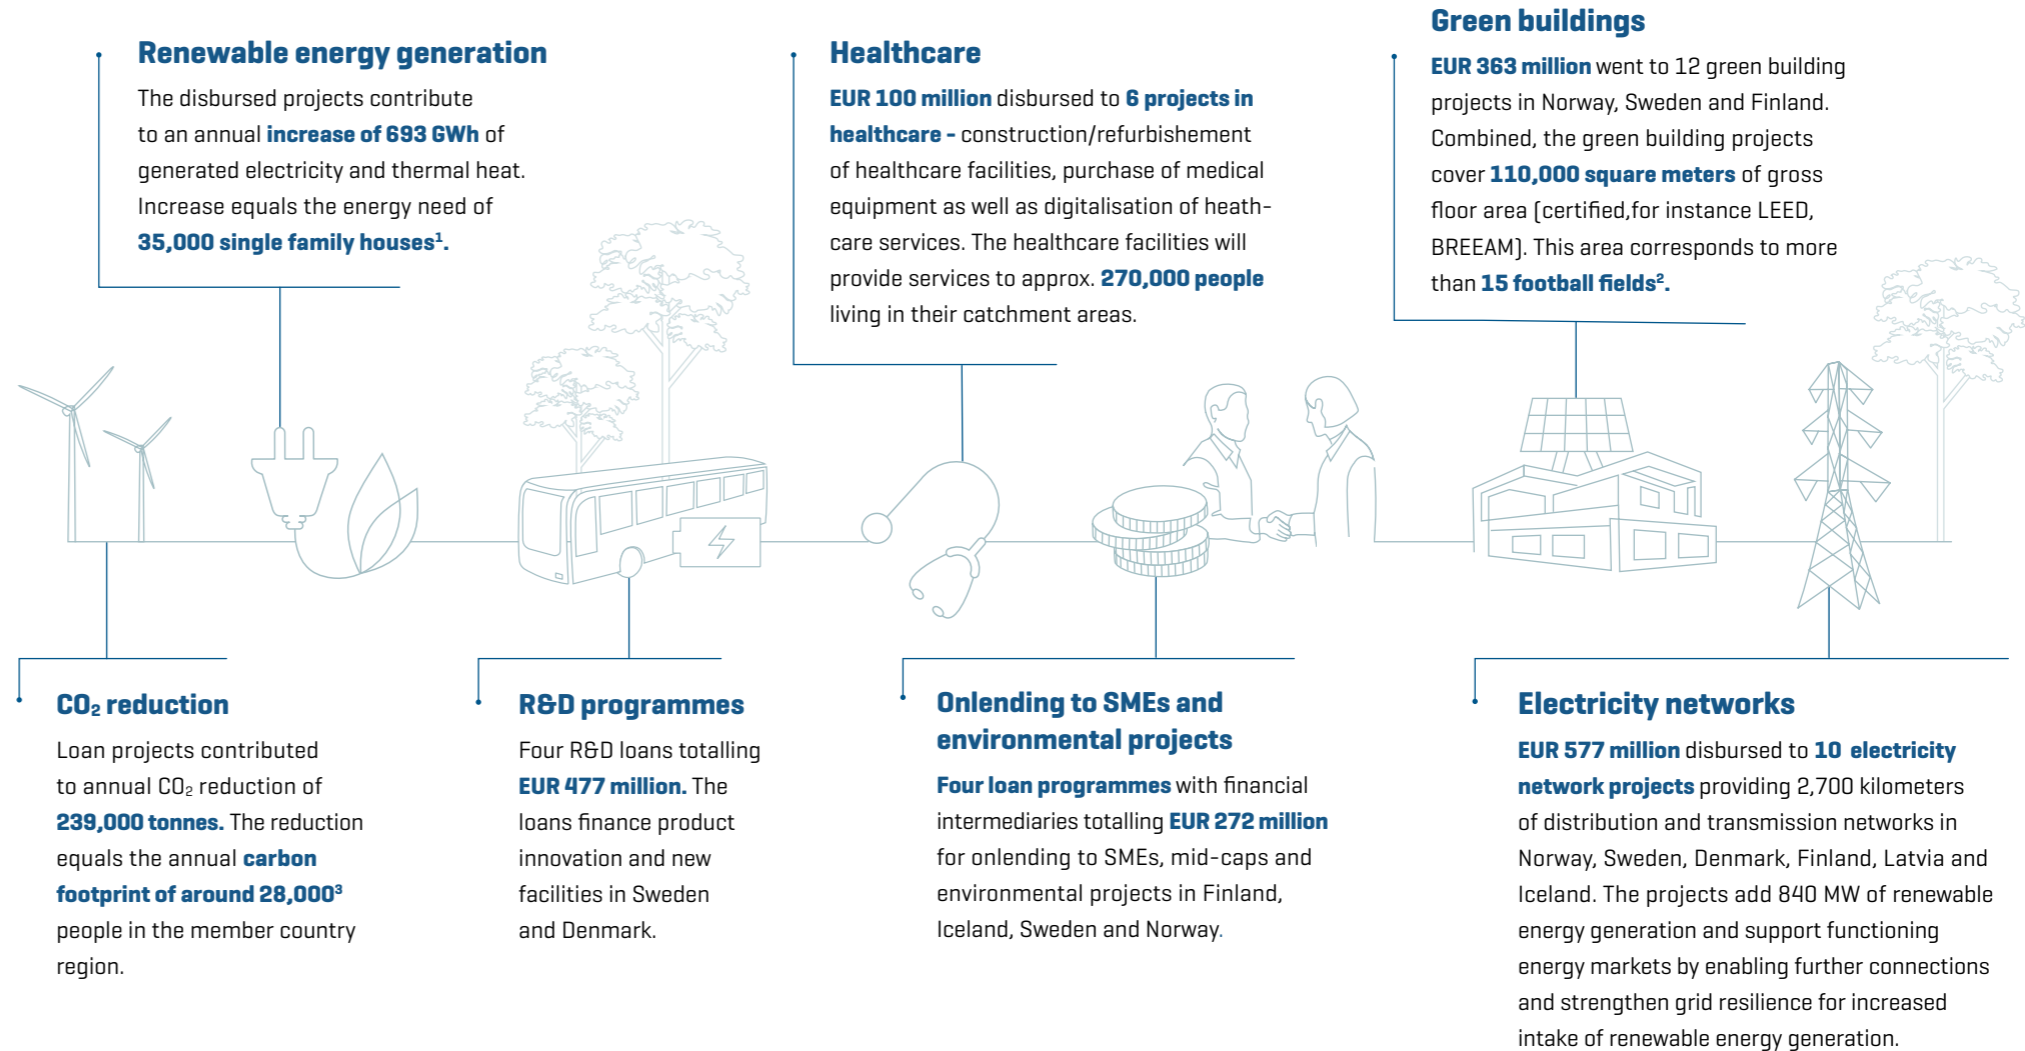 Renewable energy generation
The disbursed projects contribute
to an annual increase of 693 GWh of
generated electricity and thermal heat.
Increase equals the energy need of
35,000 single family houses¹.
Healthcare
EUR 100 million disbursed to 6 projects in
healthcare - construction/refurbishement
of healthcare facilities, purchase of medical
equipment as well as digitalisation of heath-
care services. The healthcare facilities will
provide services to approx. 270,000 people
living in their catchment areas.
Green buildings
EUR 363 million went to 12 green building
projects in Norway, Sweden and Finland.
Combined, the green building projects
cover 110,000 square meters of gross
floor area (certified,for instance LEED,
BREEAM). This area corresponds to more
than 15 football fields².
CO₂ reduction
Loan projects contributed
to annual CO₂ reduction of
239,000 tonnes. The reduction
equals the annual carbon
footprint of around 28,000³
people in the member country
region.
R&D programmes
Four R&D loans totalling
EUR 477 million. The
loans finance product
innovation and new
facilities in Sweden
and Denmark.
Onlending to SMEs and
environmental projects
Four loan programmes with financial
intermediaries totalling EUR 272 million
for onlending to SMEs, mid-caps and
environmental projects in Finland,
Iceland, Sweden and Norway.
Electricity networks
EUR 577 million disbursed to 10 electricity
network projects providing 2,700 kilometers
of distribution and transmission networks in
Norway, Sweden, Denmark, Finland, Latvia and
Iceland. The projects add 840 MW of renewable
energy generation and support functioning
energy markets by enabling further connections
and strengthen grid resilience for increased
intake of renewable energy generation.